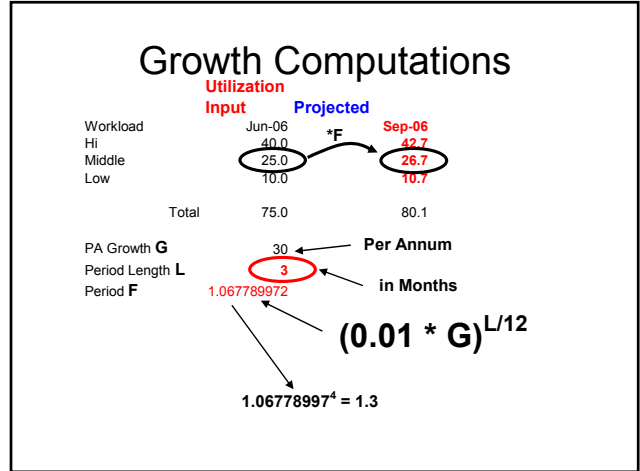 Growth Computations
Utilization
Input Projected
Workload Jun-06 *F Sep-06
Hi 40.0 42.7
Middle 25.0 26.7
Low 10.0 10.7
Total 75.0 80.1
PA Growth G 30 Per Annum
Period Length L 3 in Months
Period F 1.067789972
(0.01 * G)^L/12
1.06778997^4 = 1.3